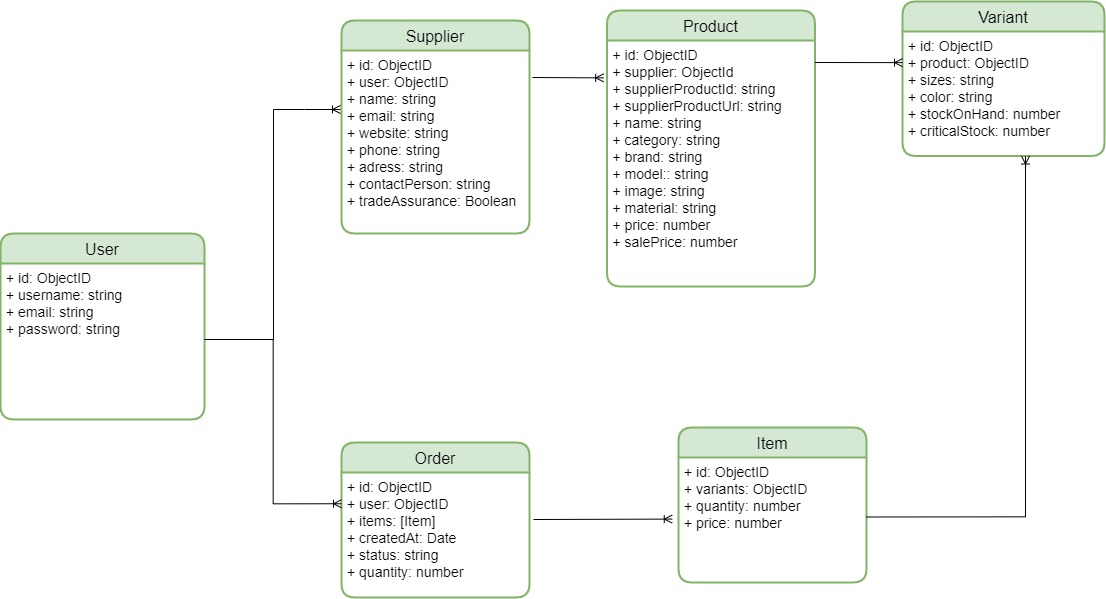 Supplier
+ id: ObjectID
+ user: ObjectID
+ name: string
+ email: string
+ website: string
+ phone: string
+ adress: string
+ contactPerson: string
+ tradeAssurance: Boolean
Product
+ id: ObjectID
+ supplier: ObjectId
+ supplierProductId: string
+ supplierProductUrl: string
+ name: string
+ category: string
+ brand: string
+ model:: string
+ image: string
+ material: string
+ price: number
+ salePrice: number
Variant
+ id: ObjectID
+ product: ObjectID
+ sizes: string
+ color: string
+ stockOnHand: number
+ criticalStock: number
User
+ id: ObjectID
+ username: string
+ email: string
+ password: string
Order
+ id: ObjectID
+ user: ObjectID
+ items: [Item]
+ createdAt: Date
+ status: string
+ quantity: number
Item
+ id: ObjectID
+ variants: ObjectID
+ quantity: number
+ price: number